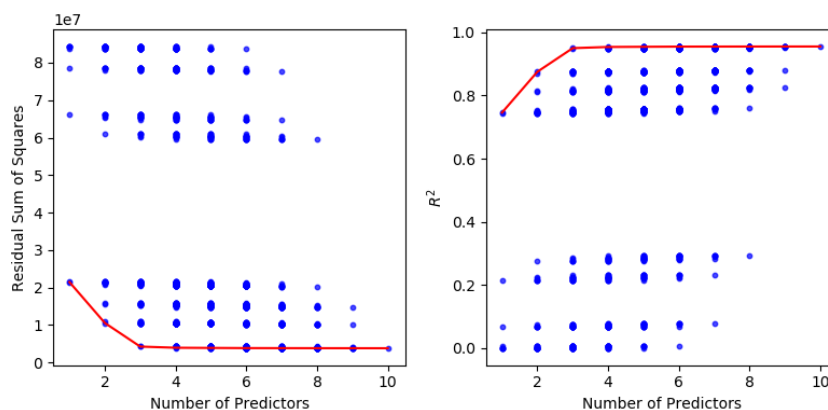 1e7
8
7
6
5
4
3
2
1
0
Residual Sum of Squares
2 4 6 8 10
Number of Predictors
1.0
0.8
0.6
0.4
0.2
0.0
R²
2 4 6 8 10
Number of Predictors